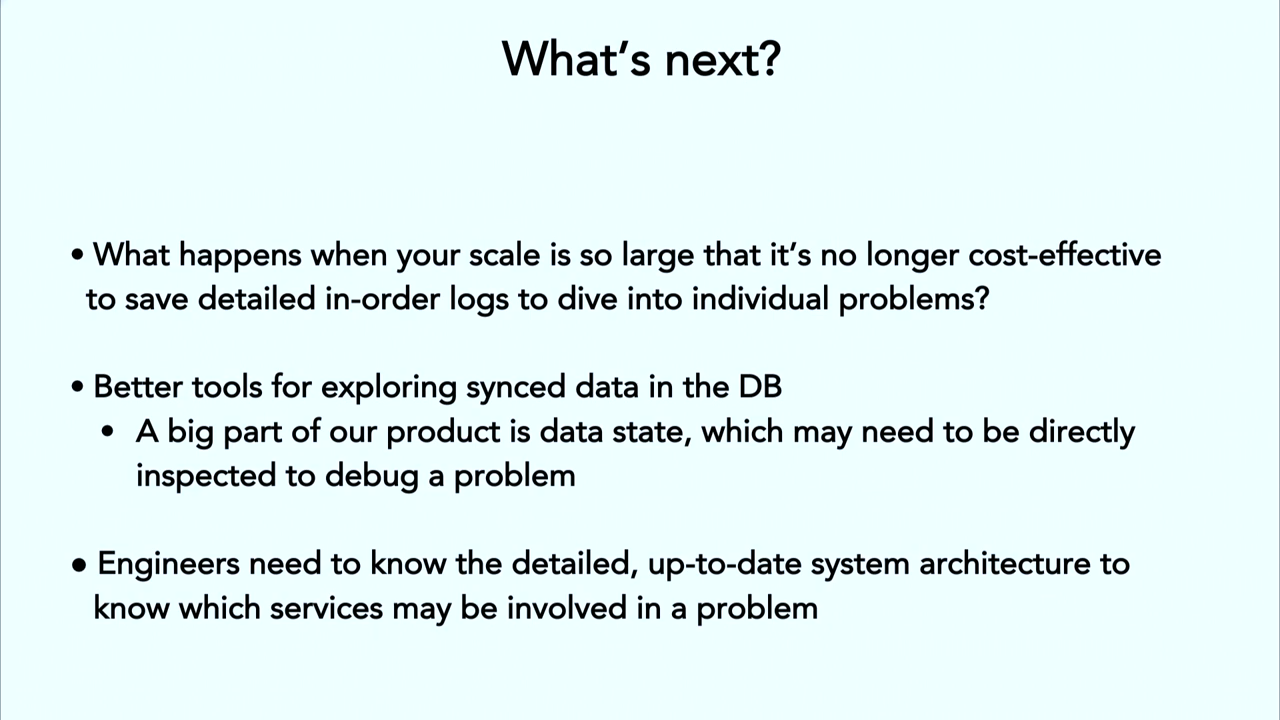 What’s next?
• What happens when your scale is so large that it’s no longer cost-effective
to save detailed in-order logs to dive into individual problems?
• Better tools for exploring synced data in the DB
• A big part of our product is data state, which may need to be directly
inspected to debug a problem
• Engineers need to know the detailed, up-to-date system architecture to
know which services may be involved in a problem